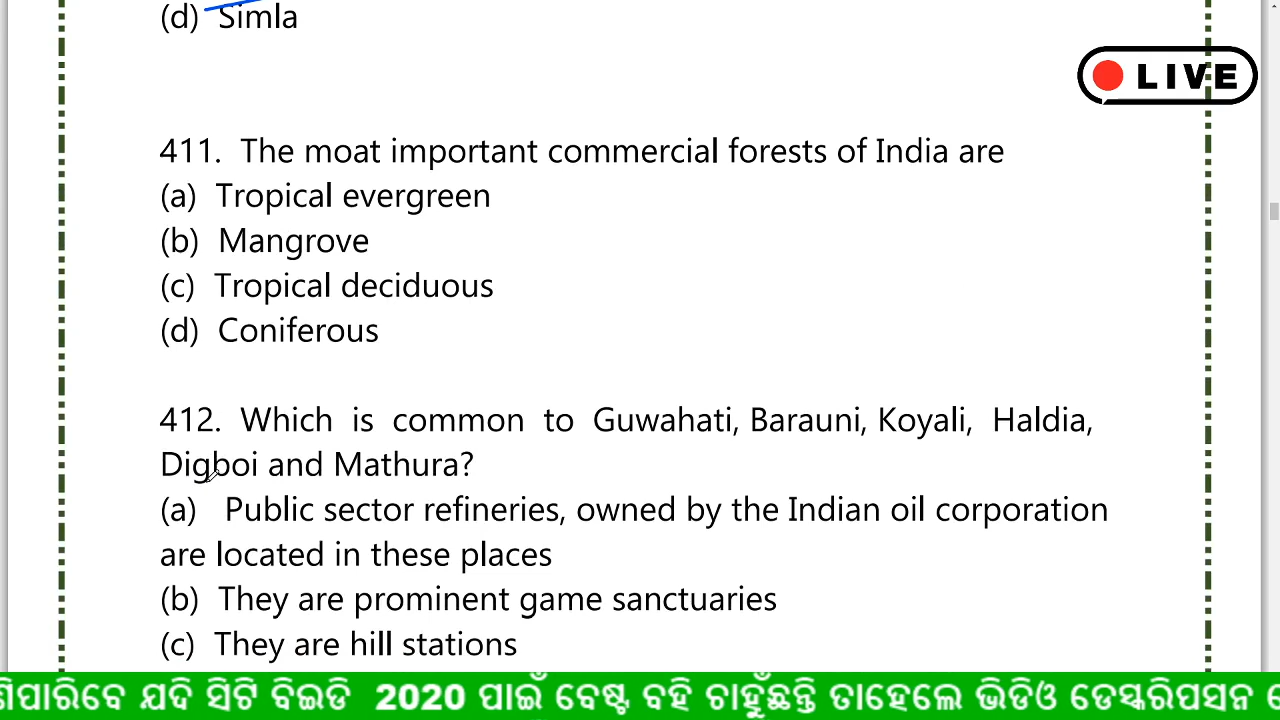 (d) Simla
LIVE
411. The moat important commercial forests of India are
(a) Tropical evergreen
(b) Mangrove
(c) Tropical deciduous
(d) Coniferous
412. Which is common to Guwahati, Barauni, Koyali, Haldia,
Digboi and Mathura?
(a) Public sector refineries, owned by the Indian oil corporation
are located in these places
(b) They are prominent game sanctuaries
(c) They are hill stations
ଯଦି ସିଟି ବିଇଡି 2020 ପାଇଁ ବେଷ୍ଟ ବହି ଚାହୁଁଛନ୍ତି ତାହେଲେ ଭିଡିଓ ଡେସ୍କରିପସନ